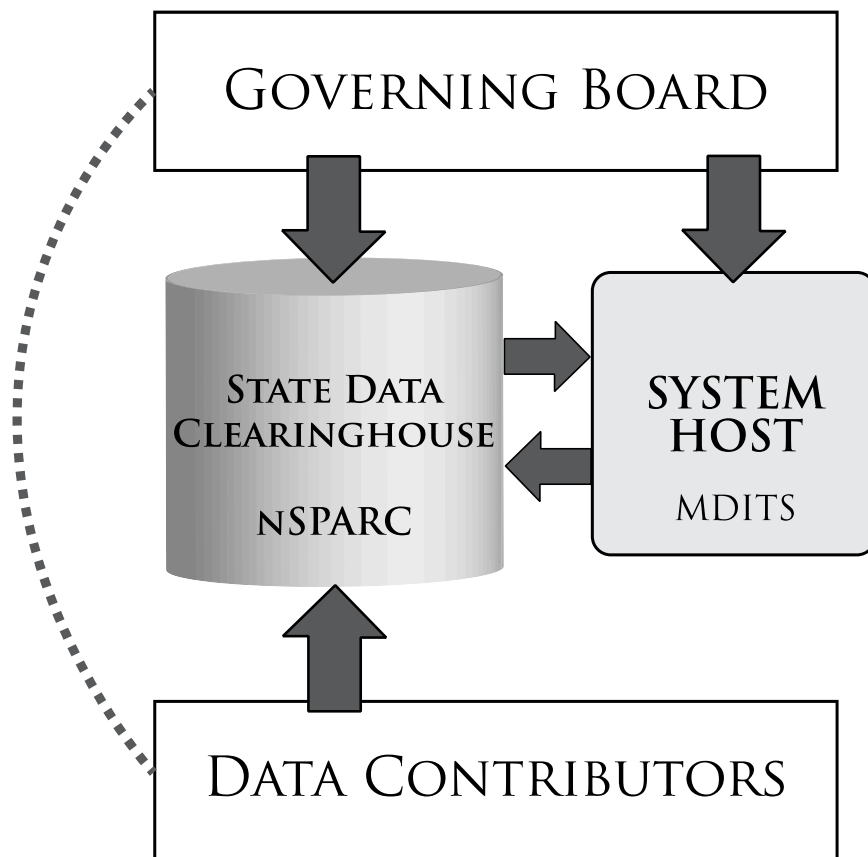 GOVERNING BOARD
STATE DATA
CLEARINGHOUSE
nSPARC
SYSTEM
HOST
MDITS
DATA CONTRIBUTORS